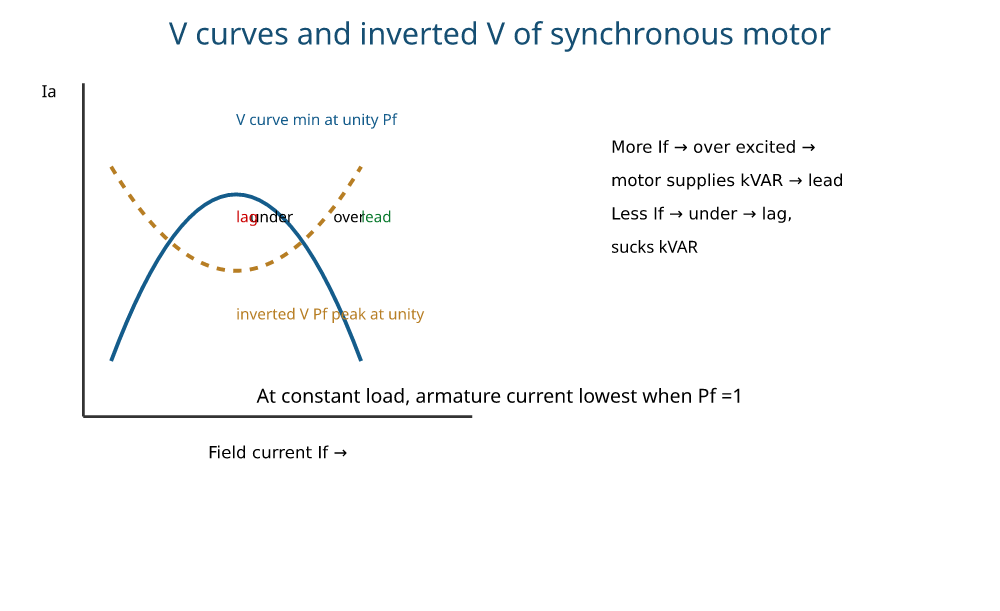 V curves and inverted V of synchronous motor
Ia
V curve min at unity Pf
lag under over lead
inverted V Pf peak at unity
More If → over excited →
motor supplies kVAR → lead
Less If → under → lag,
sucks kVAR
At constant load, armature current lowest when Pf =1
Field current If →